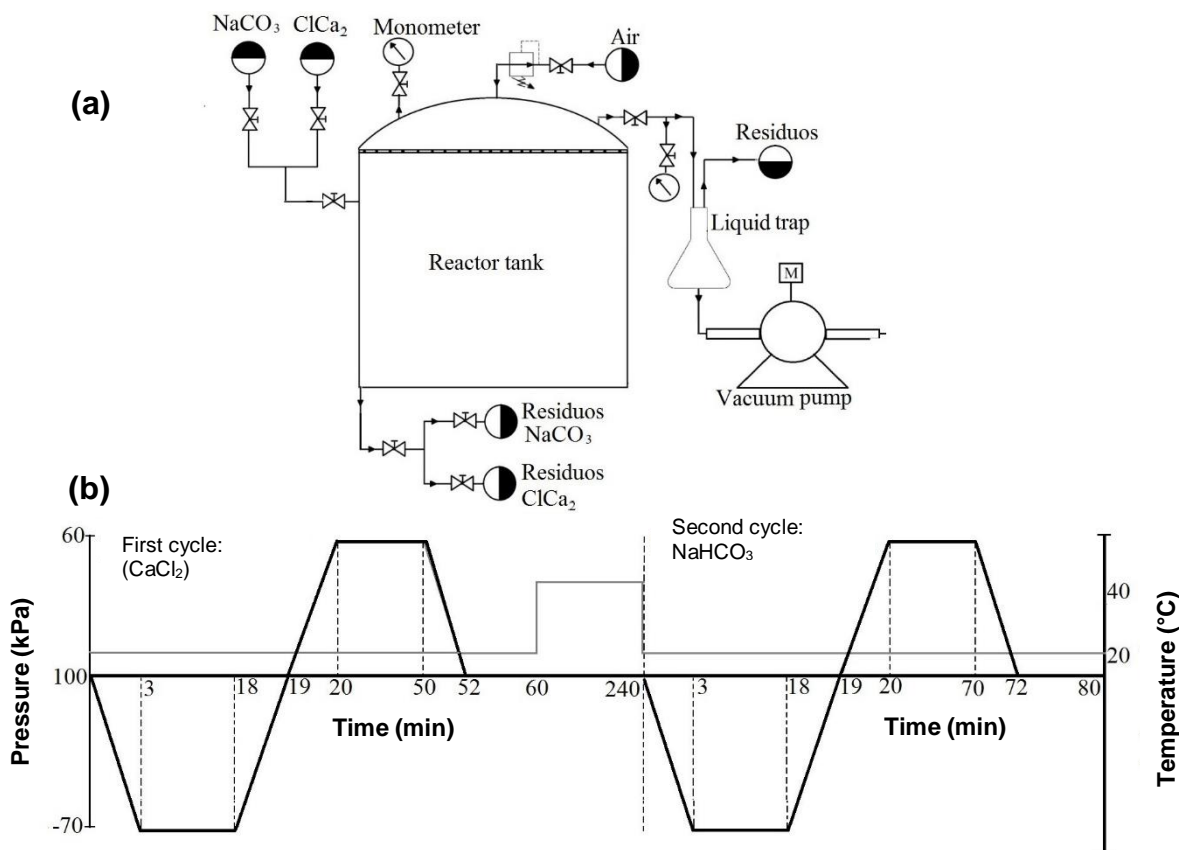 NaCO₃
ClCa₂
Monometer
Air
(a)
Residuos
Liquid trap
Reactor tank
M
Vacuum pump
Residuos
NaCO₃
Residuos
ClCa₂
(b)
60
First cycle:
(CaCl₂)
Second cycle:
NaHCO₃
40
20
100
3
18
19
20
50
52
60
240
3
18
19
20
70
72
80
Time (min)
Time (min)
-70
Pressure (kPa)
Temperature (°C)